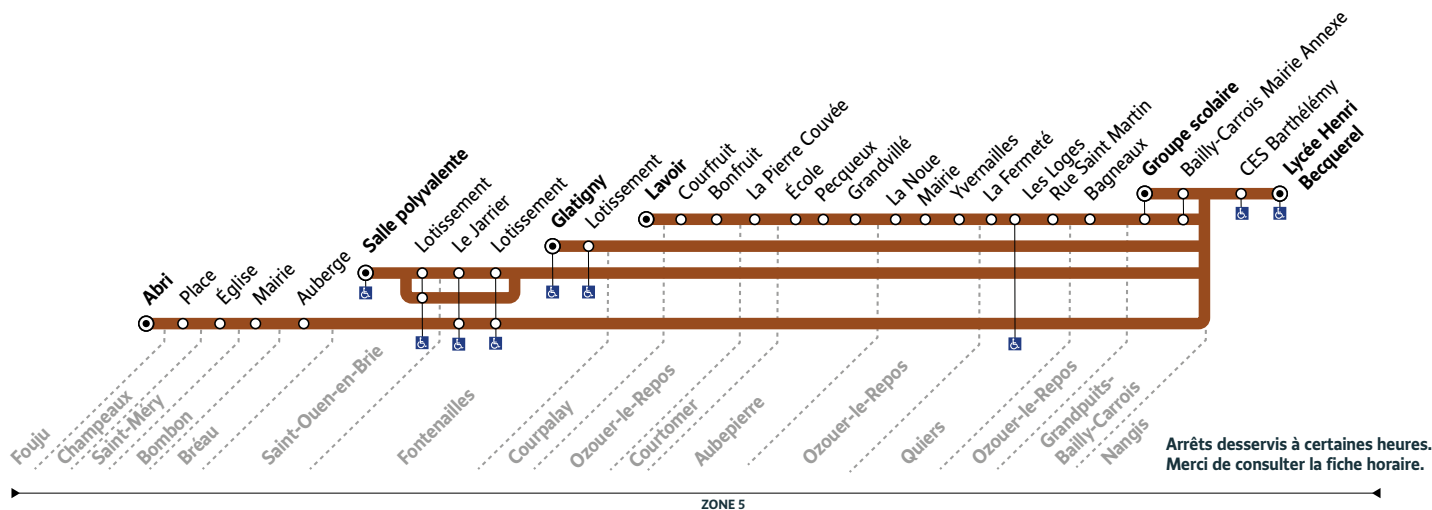 Abri
Place
Église
Mairie
Auberge
Salle polyvalente
Lotissement
Le Jarrier
Lotissement
Glatigny
Lotissement
Lavoir
Courfruit
Bonfruit
La Pierre Couvée
École
Pecqueux
Grandvillé
La Noue
Mairie
Yvernailles
La Fermeté
Les Loges
Rue Saint Martin
Bagneaux
Groupe scolaire
Bailly-Carrois Mairie Annexe
CES Barthélémy
Lycée Henri
Becquerel
Fouju
Champeaux
Saint-Méry
Bombon
Bréau
Saint-Ouen-en-Brie
Fontenailles
Courpalay
Ozouer-le-Repos
Courtomer
Aubepierre
Ozouer-le-Repos
Quiers
Ozouer-le-Repos
Grandpuits-
Bailly-Carrois
Nangis
Arrêts desservis à certaines heures.
Merci de consulter la fiche horaire.
ZONE 5